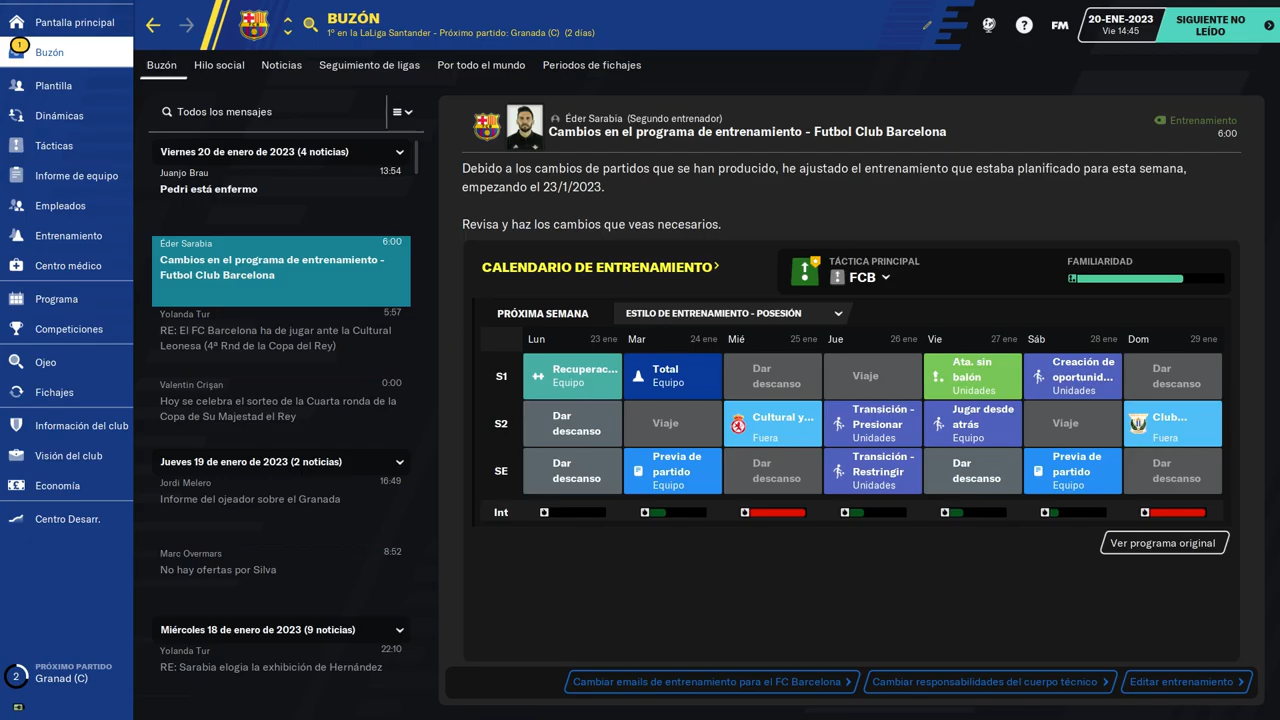 Pantalla principal
1
Buzón
Plantilla
Dinámicas
Tácticas
Informe de equipo
Empleados
Entrenamiento
Centro médico
Programa
Competiciones
Ojeo
Fichajes
Información del club
Visión del club
Economía
Centro Desarr.
2
PRÓXIMO PARTIDO
Granad (C)
BUZÓN
1º en la LaLiga Santander - Próximo partido: Granada (C) (2 días)
FM
20-ENE-2023
Vie 14:45
SIGUIENTE NO
LEÍDO
Buzón
Hilo social
Noticias
Seguimiento de ligas
Por todo el mundo
Periodos de fichajes
Todos los mensajes
Viernes 20 de enero de 2023 (4 noticias)
Juanjo Brau 13:54
Pedri está enfermo
Éder Sarabia 6:00
Cambios en el programa de entrenamiento -
Futbol Club Barcelona
Yolanda Tur 5:57
RE: El FC Barcelona ha de jugar ante la Cultural
Leonesa (4ª Rnd de la Copa del Rey)
Valentin Crișan 0:00
Hoy se celebra el sorteo de la Cuarta ronda de la
Copa de Su Majestad el Rey
Jueves 19 de enero de 2023 (2 noticias)
Jordi Melero 16:49
Informe del ojeador sobre el Granada
Marc Overmars 8:52
No hay ofertas por Silva
Miércoles 18 de enero de 2023 (9 noticias)
Yolanda Tur 22:10
RE: Sarabia elogia la exhibición de Hernández
Éder Sarabia (Segundo entrenador)
Cambios en el programa de entrenamiento - Futbol Club Barcelona
Entrenamiento
6:00
Debido a los cambios de partidos que se han producido, he ajustado el entrenamiento que estaba planificado para esta semana,
empezando el 23/1/2023.
Revisa y haz los cambios que veas necesarios.
CALENDARIO DE ENTRENAMIENTO
TÁCTICA PRINCIPAL
FCB
FAMILIARIDAD
PRÓXIMA SEMANA
ESTILO DE ENTRENAMIENTO - POSESIÓN
Lun 23 ene Mar 24 ene Mié 25 ene Jue 26 ene Vie 27 ene Sáb 28 ene Dom 29 ene
S1
Recuperac...
Equipo
Total
Equipo
Dar
descanso
Viaje
Ata. sin
balón
Unidades
Creación de
oportunid...
Unidades
Dar
descanso
S2
Dar
descanso
Viaje
Cultural y...
Fuera
Transición -
Presionar
Unidades
Jugar desde
atrás
Equipo
Viaje
Club...
Fuera
SE
Dar
descanso
Previa de
partido
Equipo
Dar
descanso
Transición -
Restringir
Unidades
Dar
descanso
Previa de
partido
Equipo
Dar
descanso
Int
Ver programa original
Cambiar emails de entrenamiento para el FC Barcelona
Cambiar responsabilidades del cuerpo técnico
Editar entrenamiento